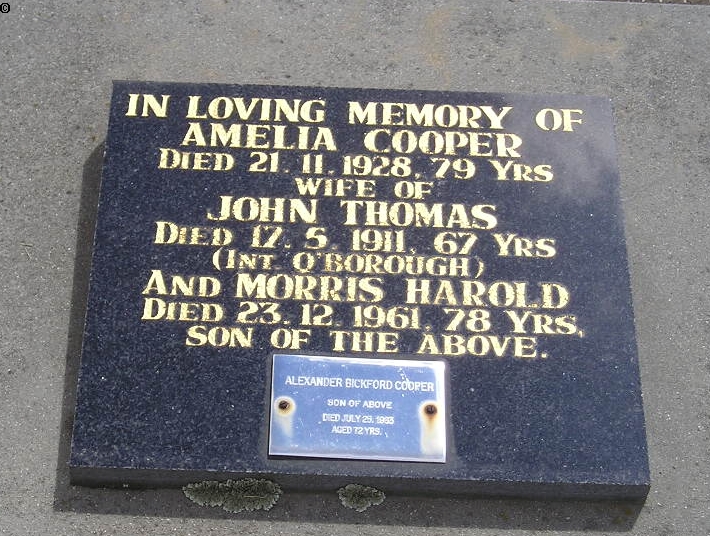 ©
IN LOVING MEMORY OF
AMELIA COOPER
DIED 21.11.1928, 79 YRS
WIFE OF
JOHN THOMAS
DIED 17.5.1911, 67 YRS
(INT. Q'BOROUGH)
AND MORRIS HAROLD
DIED 23.12.1961, 78 YRS,
SON OF THE ABOVE.
ALEXANDER BICKFORD COOPER
SON OF ABOVE
DIED JULY 25, 1993
AGED 72 YRS.